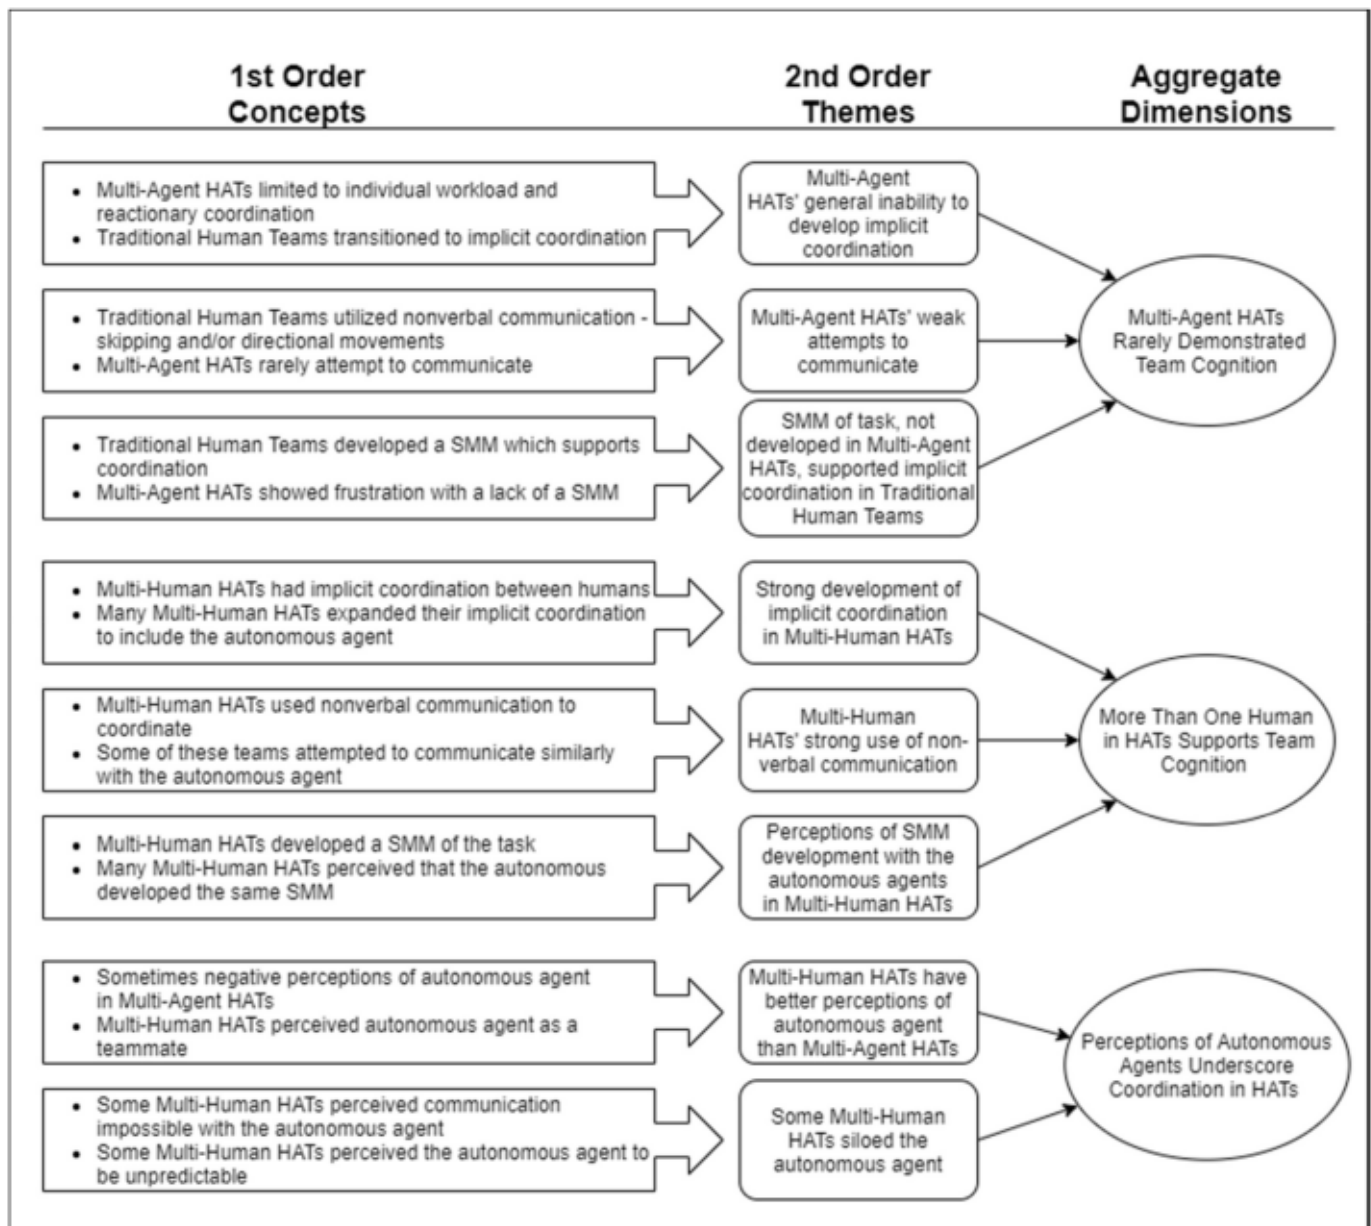 1st Order
Concepts
2nd Order
Themes
Aggregate
Dimensions
• Multi-Agent HATs limited to individual workload and
reactionary coordination
• Traditional Human Teams transitioned to implicit coordination
Multi-Agent
HATs' general inability to
develop implicit
coordination
• Traditional Human Teams utilized nonverbal communication -
skipping and/or directional movements
• Multi-Agent HATs rarely attempt to communicate
Multi-Agent HATs' weak
attempts to
communicate
• Traditional Human Teams developed a SMM which supports
coordination
• Multi-Agent HATs showed frustration with a lack of a SMM
SMM of task, not
developed in Multi-Agent
HATs, supported implicit
coordination in Traditional
Human Teams
Multi-Agent HATs
Rarely Demonstrated
Team Cognition
• Multi-Human HATs had implicit coordination between humans
• Many Multi-Human HATs expanded their implicit coordination
to include the autonomous agent
Strong development of
implicit coordination
in Multi-Human HATs
• Multi-Human HATs used nonverbal communication to
coordinate
• Some of these teams attempted to communicate similarly
with the autonomous agent
Multi-Human
HATs' strong use of non-
verbal communication
• Multi-Human HATs developed a SMM of the task
• Many Multi-Human HATs perceived that the autonomous
developed the same SMM
Perceptions of SMM
development with the
autonomous agents
in Multi-Human HATs
More Than One Human
in HATs Supports Team
Cognition
• Sometimes negative perceptions of autonomous agent
in Multi-Agent HATs
• Multi-Human HATs perceived autonomous agent as a
teammate
Multi-Human HATs have
better perceptions of
autonomous agent
than Multi-Agent HATs
• Some Multi-Human HATs perceived communication
impossible with the autonomous agent
• Some Multi-Human HATs perceived the autonomous agent to
be unpredictable
Some Multi-Human
HATs siloed the
autonomous agent
Perceptions of Autonomous
Agents Underscore
Coordination in HATs